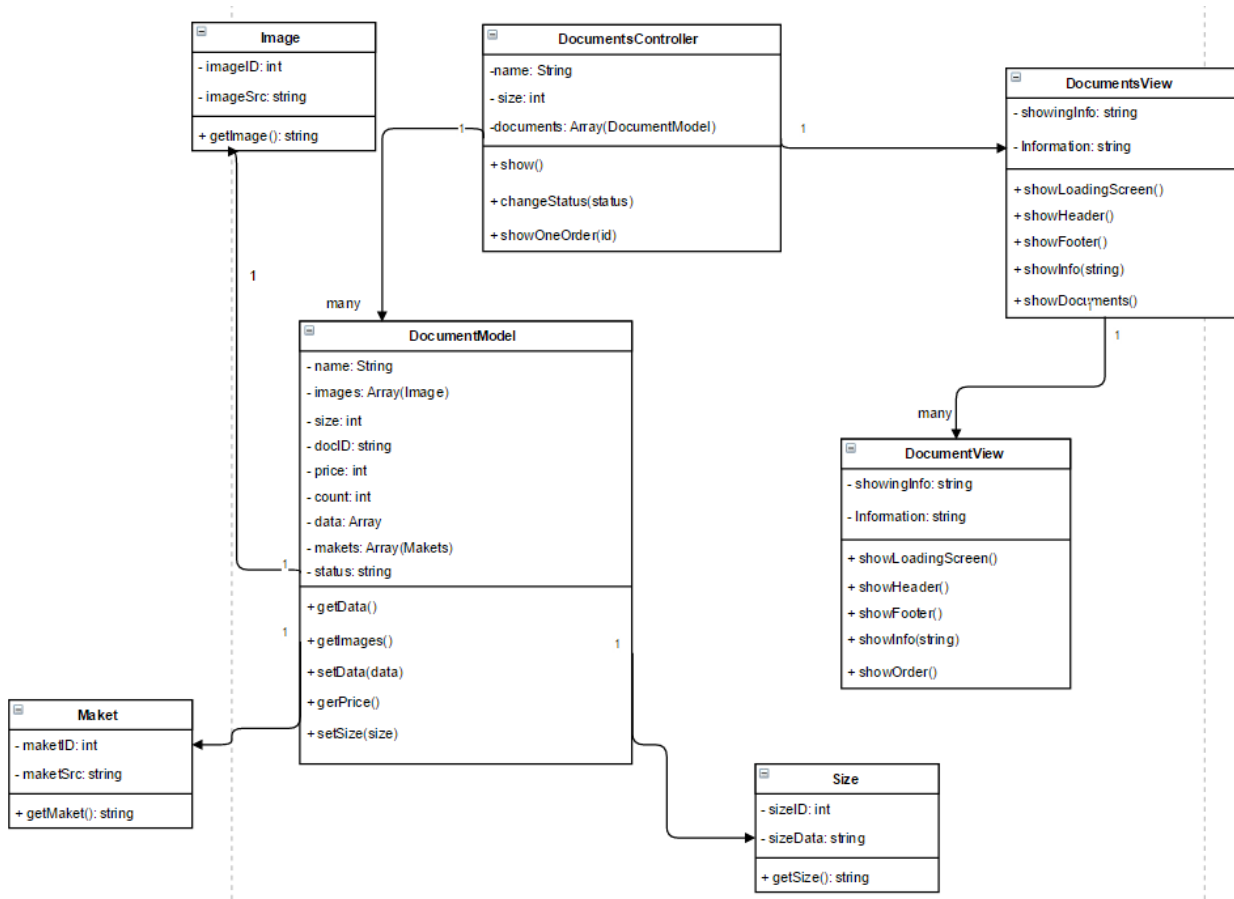 Image
- imageID: int
- imageSrc: string
+ getImage(): string
DocumentsController
-name: String
- size: int
-documents: Array(DocumentModel)
+ show()
+ changeStatus(status)
+ showOneOrder(id)
DocumentsView
- showingInfo: string
- Information: string
+ showLoadingScreen()
+ showHeader()
+ showFooter()
+ showInfo(string)
+ showDocuments()
1
1
1
many
1
1
many
DocumentModel
- name: String
- images: Array(Image)
- size: int
- docID: string
- price: int
- count: int
- data: Array
- makets: Array(Makets)
- status: string
+ getData()
+ getImages()
+ setData(data)
+ gerPrice()
+ setSize(size)
1
1
1
DocumentView
- showingInfo: string
- Information: string
+ showLoadingScreen()
+ showHeader()
+ showFooter()
+ showInfo(string)
+ showOrder()
Maket
- maketID: int
- maketSrc: string
+ getMaket(): string
Size
- sizeID: int
- sizeData: string
+ getSize(): string